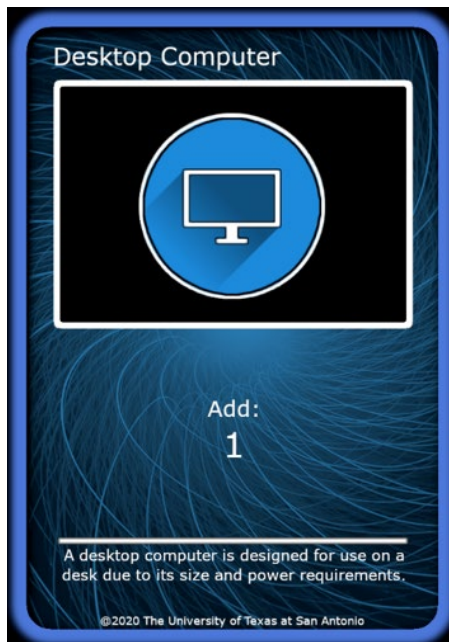 Desktop Computer
Add:
1
A desktop computer is designed for use on a
desk due to its size and power requirements.
@2020 The University of Texas at San Antonio